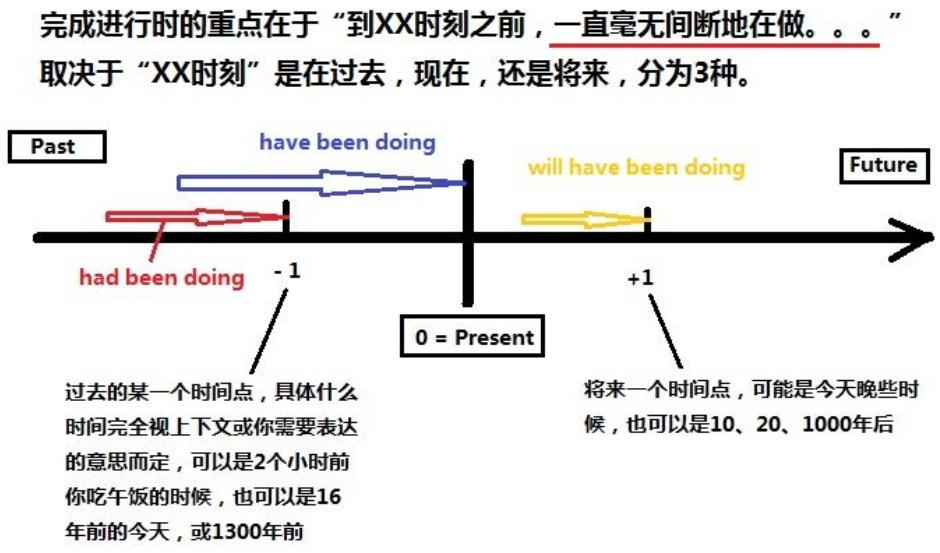 完成进行时的重点在于“到XX时刻之前，一直毫无间断地在做。。。”
取决于“XX时刻”是在过去，现在，还是将来，分为3种。
Past
have been doing
will have been doing
Future
had been doing
- 1
+1
0 = Present
过去的某一个时间点，具体什么
时间完全视上下文或你需要表达
的意思而定，可以是2个小时前
你吃午饭的时候，也可以是16
年前的今天，或1300年前
将来一个时间点，可能是今天晚些时
候，也可以是10、20、1000年后